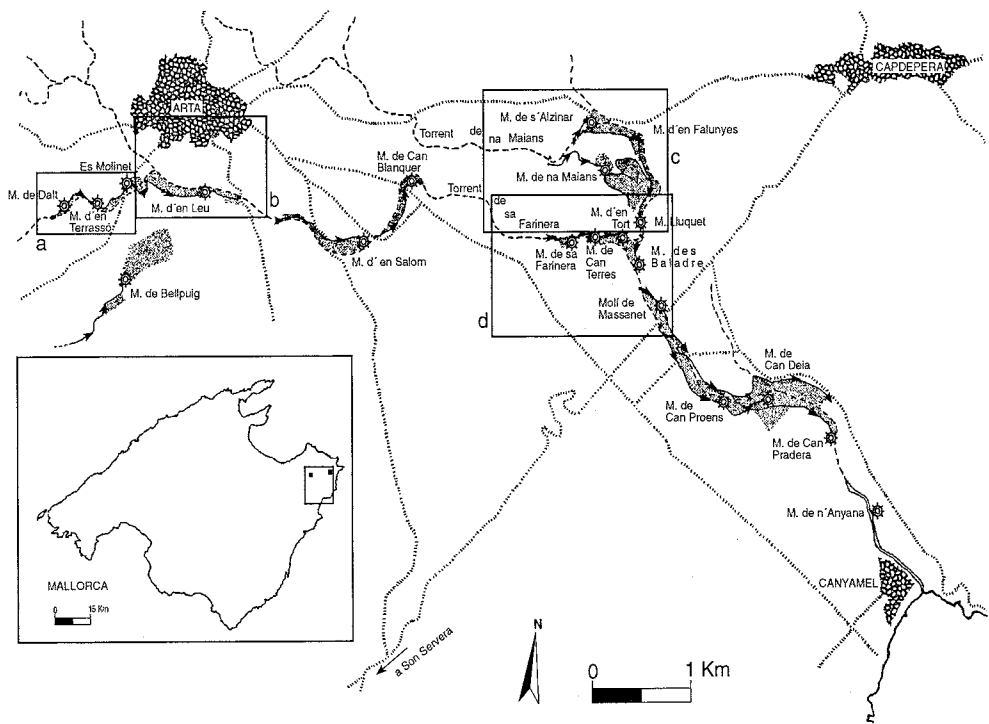 ARTA
CAPDEPERA
M. de s´Alzinar
M. d´en Falunyes
Torrent de
na Maians
c
M. de na Maians
Es Molinet
M. de Can
Blanquer
Torrent
de
sa
Farinera
M. de Dalt
M. d´en
Terrassó
a
b
M. d´en Leu
M. d´en
Tort
M. Lluquet
M. d´en Salom
M. de sa
Farinera
M. de
Can
Terres
M. des
Baladre
M. de Bellpuig
Molí de
Massanet
d
M. de
Can Deia
M. de
Can Proens
M. de Can
Pradera
M. de n´Anyana
MALLORCA
0 15 Km
CANYAMEL
a Son Servera
N
0 1 Km